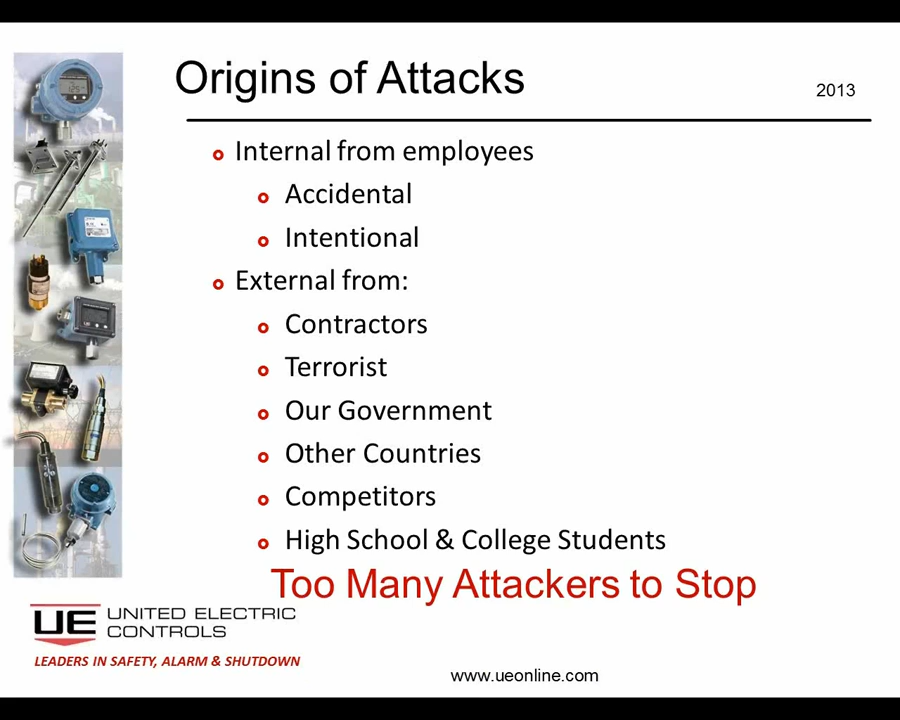 Origins of Attacks
2013
Internal from employees
Accidental
Intentional
External from:
Contractors
Terrorist
Our Government
Other Countries
Competitors
High School & College Students
Too Many Attackers to Stop
UE UNITED ELECTRIC
CONTROLS
LEADERS IN SAFETY, ALARM & SHUTDOWN
www.ueonline.com